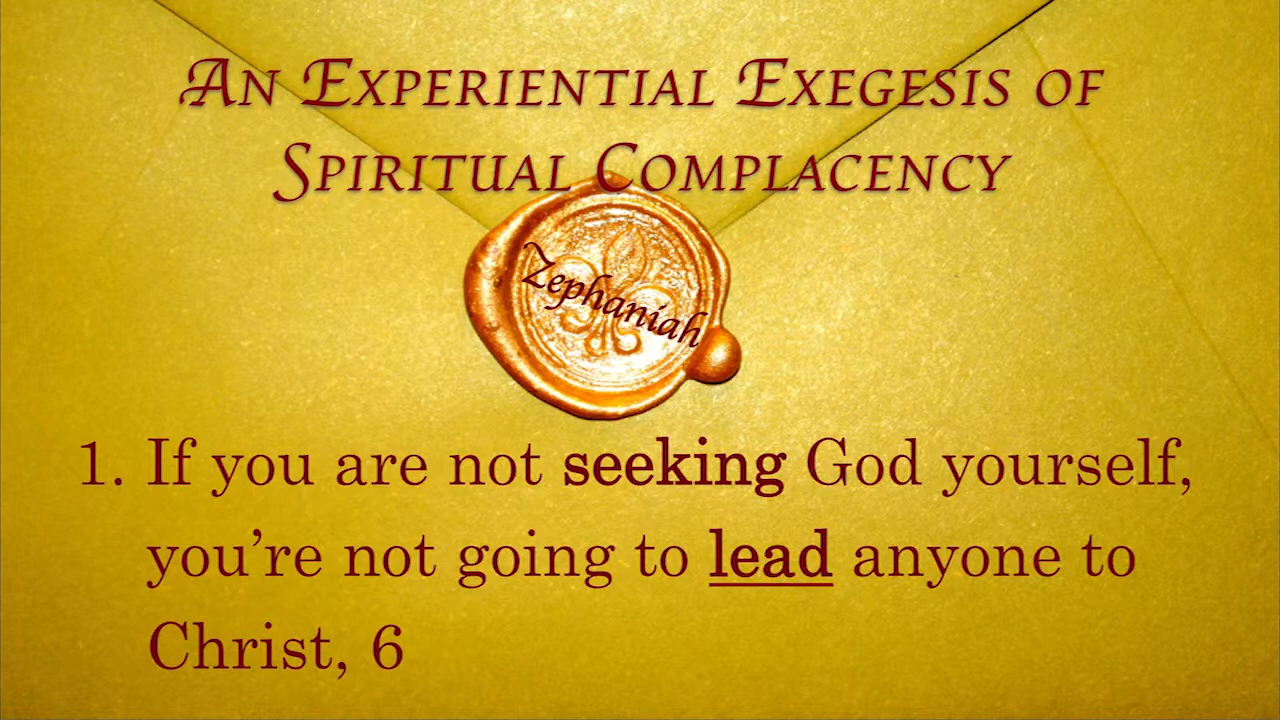 An Experiential Exegesis of
Spiritual Complacency
Zephaniah
1. If you are not seeking God yourself,
you’re not going to lead anyone to
Christ, 6